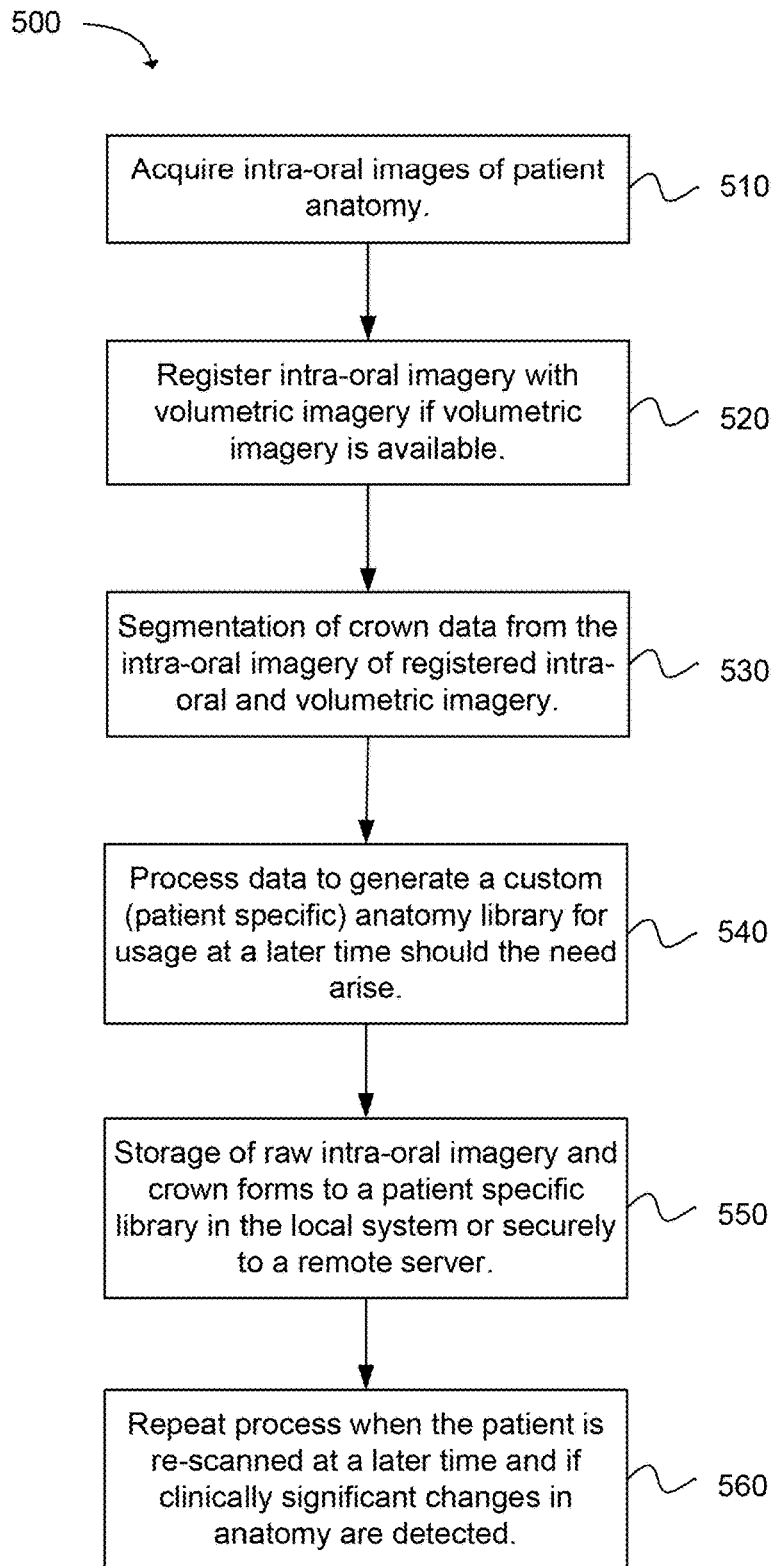 500
Acquire intra-oral images of patient
anatomy.
510
Register intra-oral imagery with
volumetric imagery if volumetric
imagery is available.
520
Segmentation of crown data from the
intra-oral imagery of registered intra-
oral and volumetric imagery.
530
Process data to generate a custom
(patient specific) anatomy library for
usage at a later time should the need
arise.
540
Storage of raw intra-oral imagery and
crown forms to a patient specific
library in the local system or securely
to a remote server.
550
Repeat process when the patient is
re-scanned at a later time and if
clinically significant changes in
anatomy are detected.
560